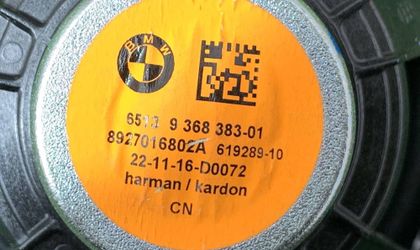 BMW
6513 9 368 383-01
8927016802A 619289-10
22-11-16-D0072
harman / kardon
CN